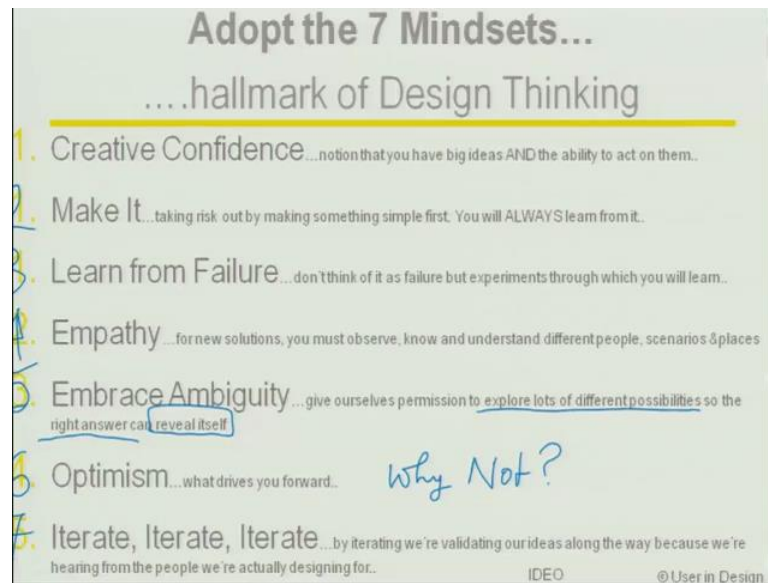 Adopt the 7 Mindsets...
....hallmark of Design Thinking
1. Creative Confidence...notion that you have big ideas AND the ability to act on them..
2. Make It...taking risk out by making something simple first. You will ALWAYS learn from it..
3. Learn from Failure...don't think of it as failure but experiments through which you will learn..
4. Empathy...for new solutions, you must observe, know and understand different people, scenarios & places
5. Embrace Ambiguity...give ourselves permission to explore lots of different possibilities so the
right answer can reveal itself
6. Optimism...what drives you forward.. Why Not?
7. Iterate, Iterate, Iterate...by iterating we're validating our ideas along the way because we're
hearing from the people we're actually designing for..
IDEO © User in Design